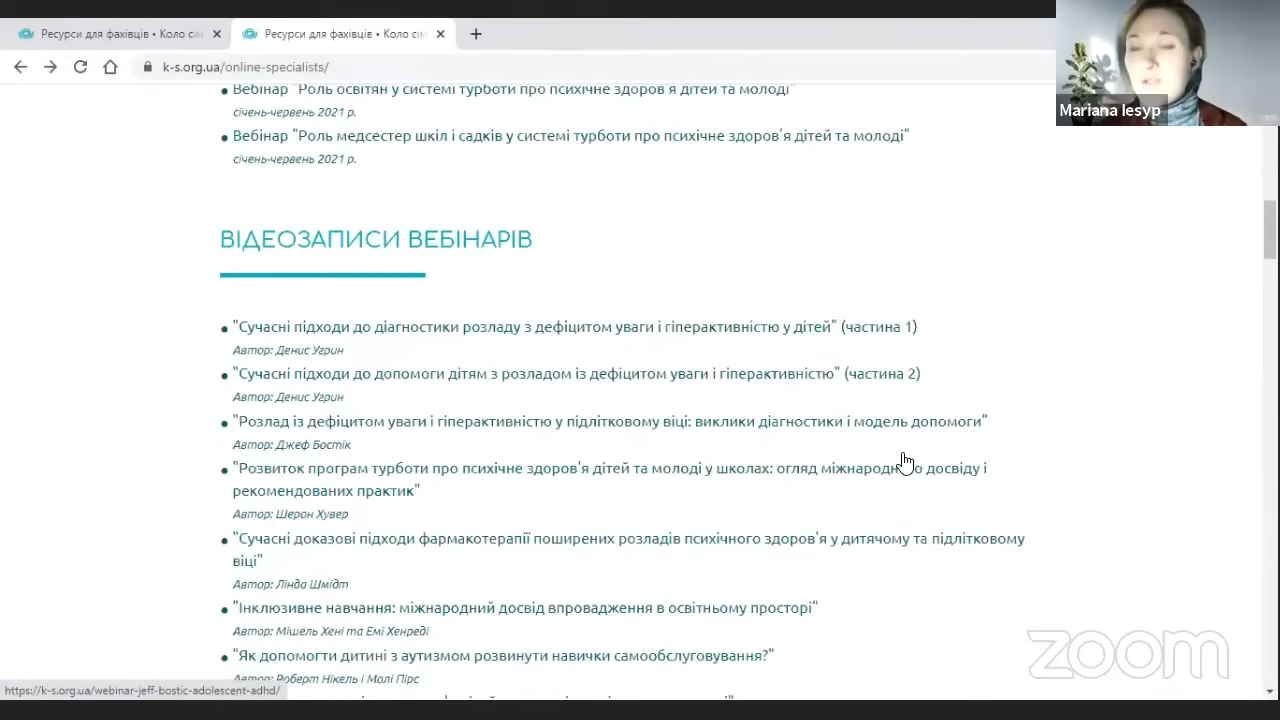 Ресурси для фахівців • Коло сім
Ресурси для фахівців • Коло сім
k-s.org.ua/online-specialists/
Mariana Iesyp
Вебінар "Роль освітян у системі турботи про психічне здоров'я дітей та молоді"
січень-червень 2021 р.
Вебінар "Роль медсестер шкіл і садків у системі турботи про психічне здоров'я дітей та молоді"
січень-червень 2021 р.
ВІДЕОЗАПИСИ ВЕБІНАРІВ
"Сучасні підходи до діагностики розладу з дефіцитом уваги і гіперактивністю у дітей" (частина 1)
Автор: Денис Угрин
"Сучасні підходи до допомоги дітям з розладом із дефіцитом уваги і гіперактивністю" (частина 2)
Автор: Денис Угрин
"Розлад із дефіцитом уваги і гіперактивністю у підлітковому віці: виклики діагностики і модель допомоги"
Автор: Джеф Бостік
"Розвиток програм турботи про психічне здоров'я дітей та молоді у школах: огляд міжнародного досвіду і
рекомендованих практик"
Автор: Шерон Хувер
"Сучасні доказові підходи фармакотерапії поширених розладів психічного здоров'я у дитячому та підлітковому
віці"
Автор: Лінда Шмідт
"Інклюзивне навчання: міжнародний досвід впровадження в освітньому просторі"
Автор: Мішель Хені та Емі Хенреді
"Як допомогти дитині з аутизмом розвинути навички самообслуговування?"
Автор: Роберт Нікель і Молі Пірс
https://k-s.org.ua/webinar-jeff-bostic-adolescent-adhd/
zoom